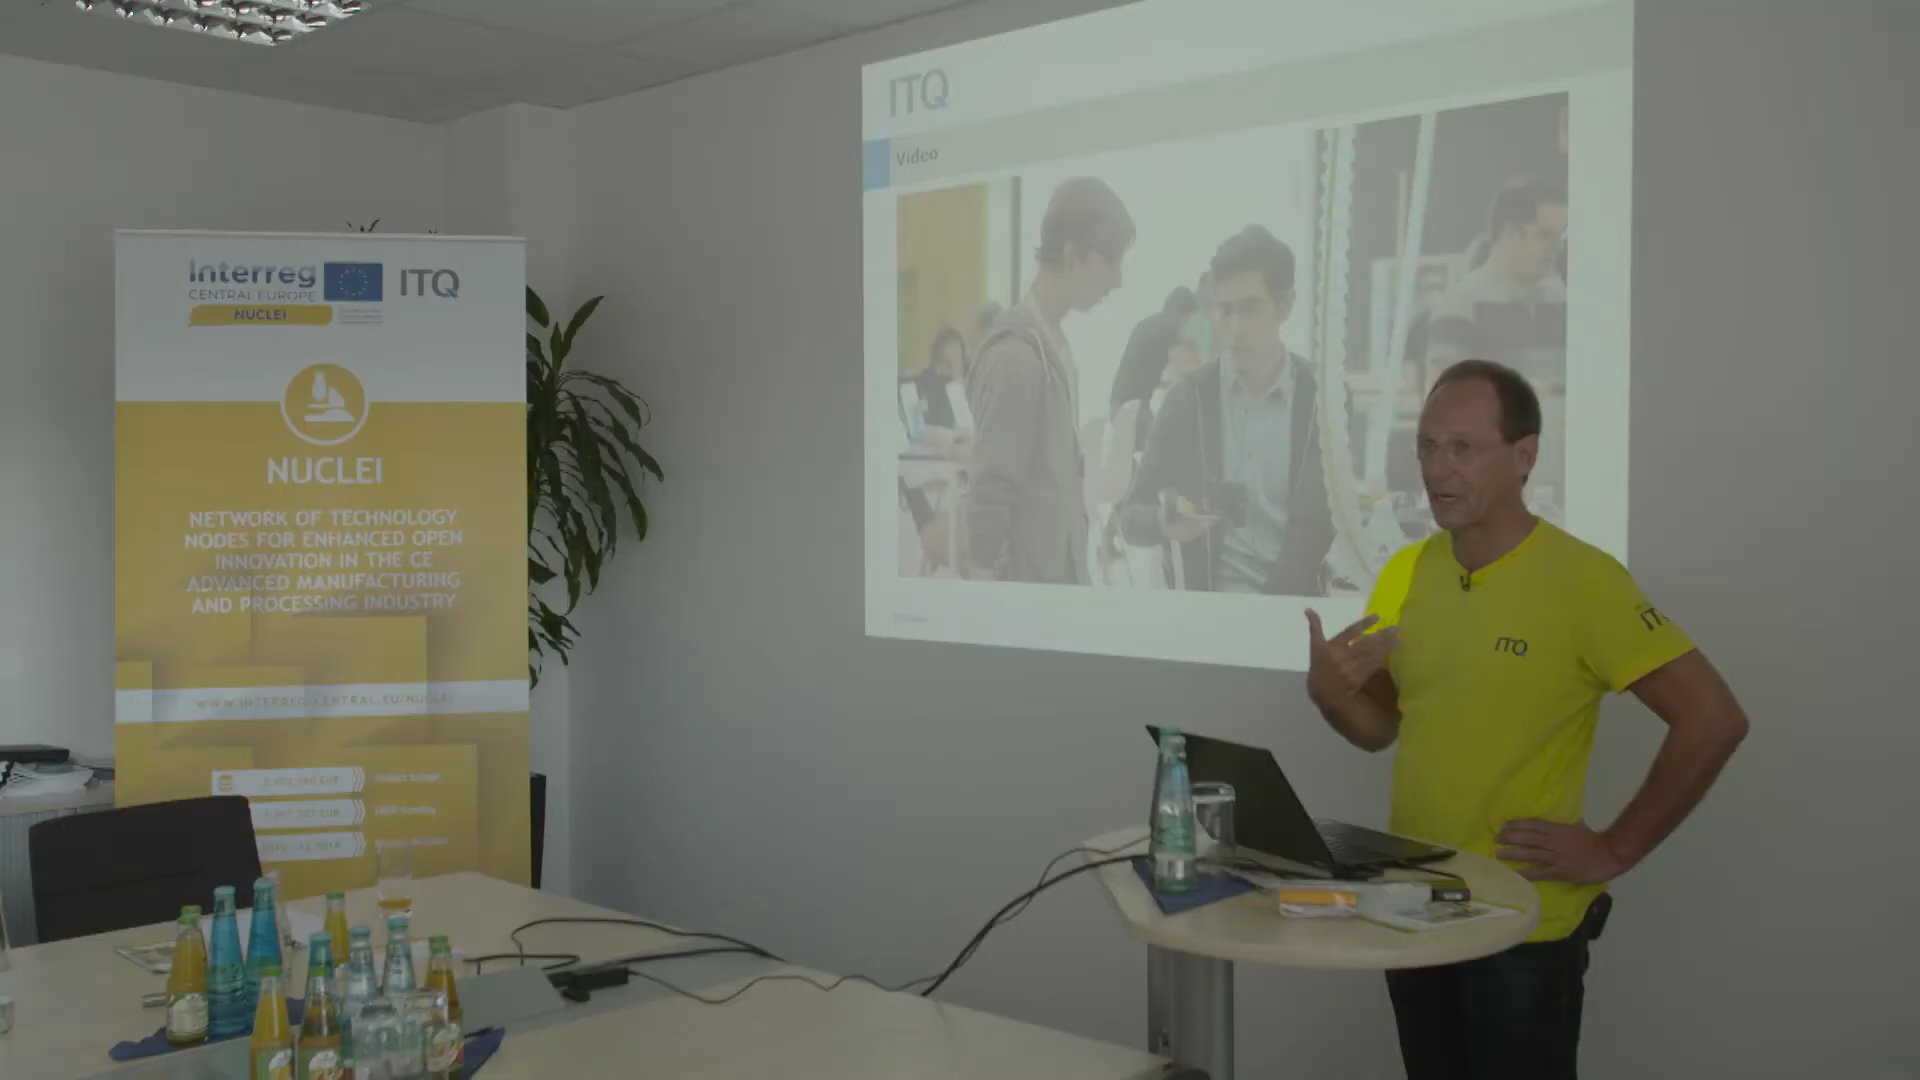 Interreg
CENTRAL EUROPE
NUCLEI
ITQ
NUCLEI
NETWORK OF TECHNOLOGY
NODES FOR ENHANCED OPEN
INNOVATION IN THE CE
ADVANCED MANUFACTURING
AND PROCESSING INDUSTRY
WWW.INTERREG-CENTRAL.EU/NUCLEI
ITQ
Video
ITQ
ITQ